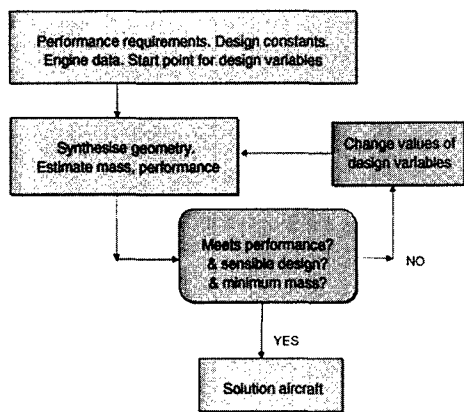 Performance requirements. Design constants.
Engine data. Start point for design variables
Synthesise geometry.
Estimate mass, performance
Change values of
design variables
Meets performance?
& sensible design?
& minimum mass?
NO
YES
Solution aircraft